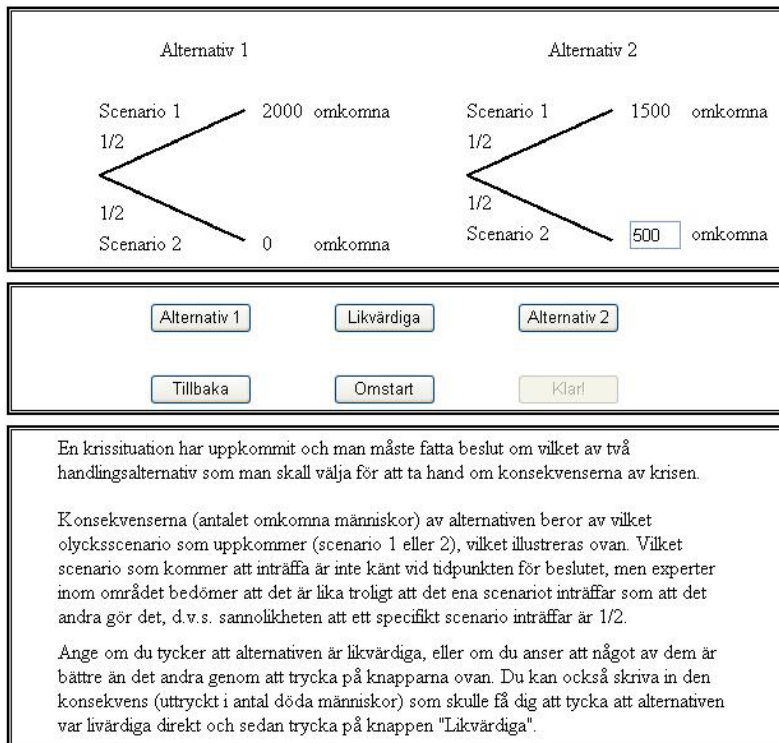 Alternativ 1 Alternativ 2
Scenario 1 2000 omkomna Scenario 1 1500 omkomna
1/2 1/2
1/2 1/2
Scenario 2 0 omkomna Scenario 2 500 omkomna
Alternativ 1 Likvärdiga Alternativ 2
Tillbaka Omstart Klar!
En krissituation har uppkommit och man måste fatta beslut om vilket av två
handlingsalternativ som man skall välja för att ta hand om konsekvenserna av krisen.
Konsekvenserna (antalet omkomna människor) av alternativen beror av vilket
olycksscenario som uppkommer (scenario 1 eller 2), vilket illustreras ovan. Vilket
scenario som kommer att inträffa är inte känt vid tidpunkten för beslutet, men experter
inom området bedömer att det är lika troligt att det ena scenariot inträffar som att det
andra gör det, d.v.s. sannolikheten att ett specifikt scenario inträffar är 1/2.
Ange om du tycker att alternativen är likvärdiga, eller om du anser att något av dem är
bättre än det andra genom att trycka på knapparna ovan. Du kan också skriva in den
konsekvens (uttryckt i antal döda människor) som skulle få dig att tycka att alternativen
var livärdiga direkt och sedan trycka på knappen "Likvärdiga".